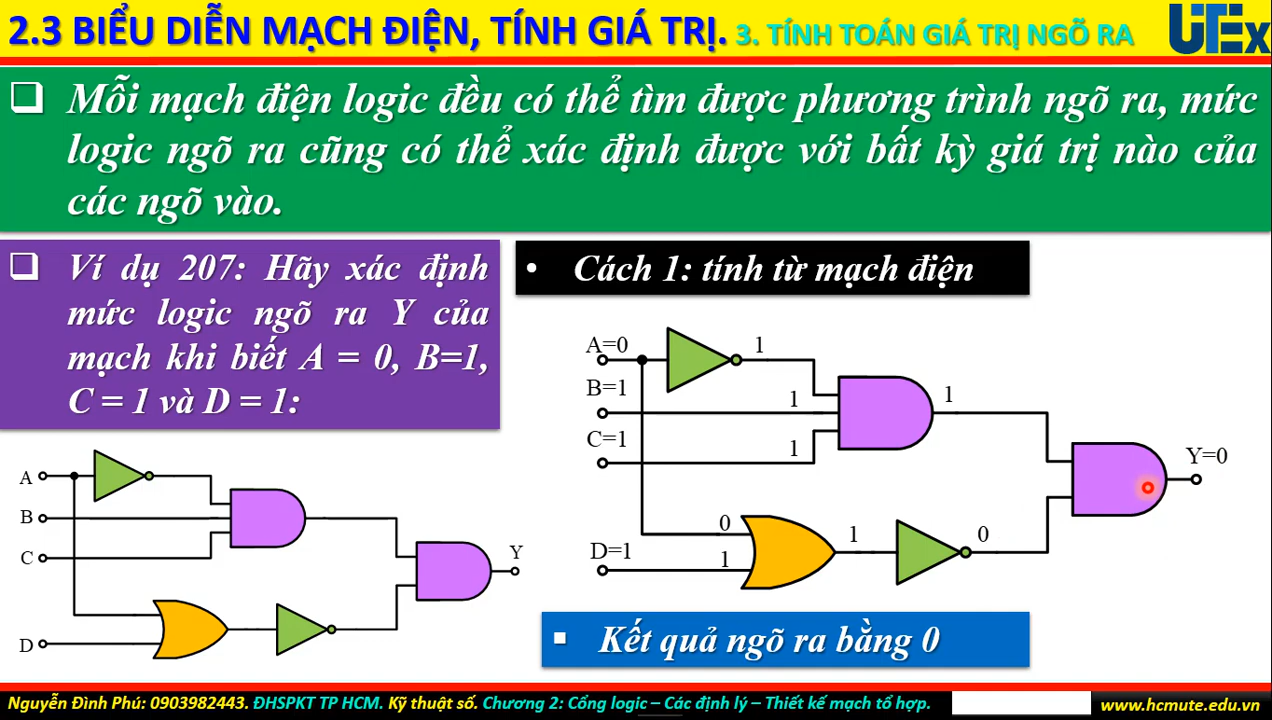 2.3 BIỂU DIỄN MẠCH ĐIỆN, TÍNH GIÁ TRỊ. 3. TÍNH TOÁN GIÁ TRỊ NGÕ RA
UTEx
❑ Mỗi mạch điện logic đều có thể tìm được phương trình ngõ ra, mức
logic ngõ ra cũng có thể xác định được với bất kỳ giá trị nào của
các ngõ vào.
❑ Ví dụ 207: Hãy xác định
mức logic ngõ ra Y của
mạch khi biết A = 0, B=1,
C = 1 và D = 1:
A
B
C
D
Y
• Cách 1: tính từ mạch điện
A=0
1
B=1
1
1
C=1
1
Y=0
0
D=1
1
1
0
▪ Kết quả ngõ ra bằng 0
Nguyễn Đình Phú: 0903982443. ĐHSPKT TP HCM. Kỹ thuật số. Chương 2: Cổng logic – Các định lý – Thiết kế mạch tổ hợp.
www.hcmute.edu.vn